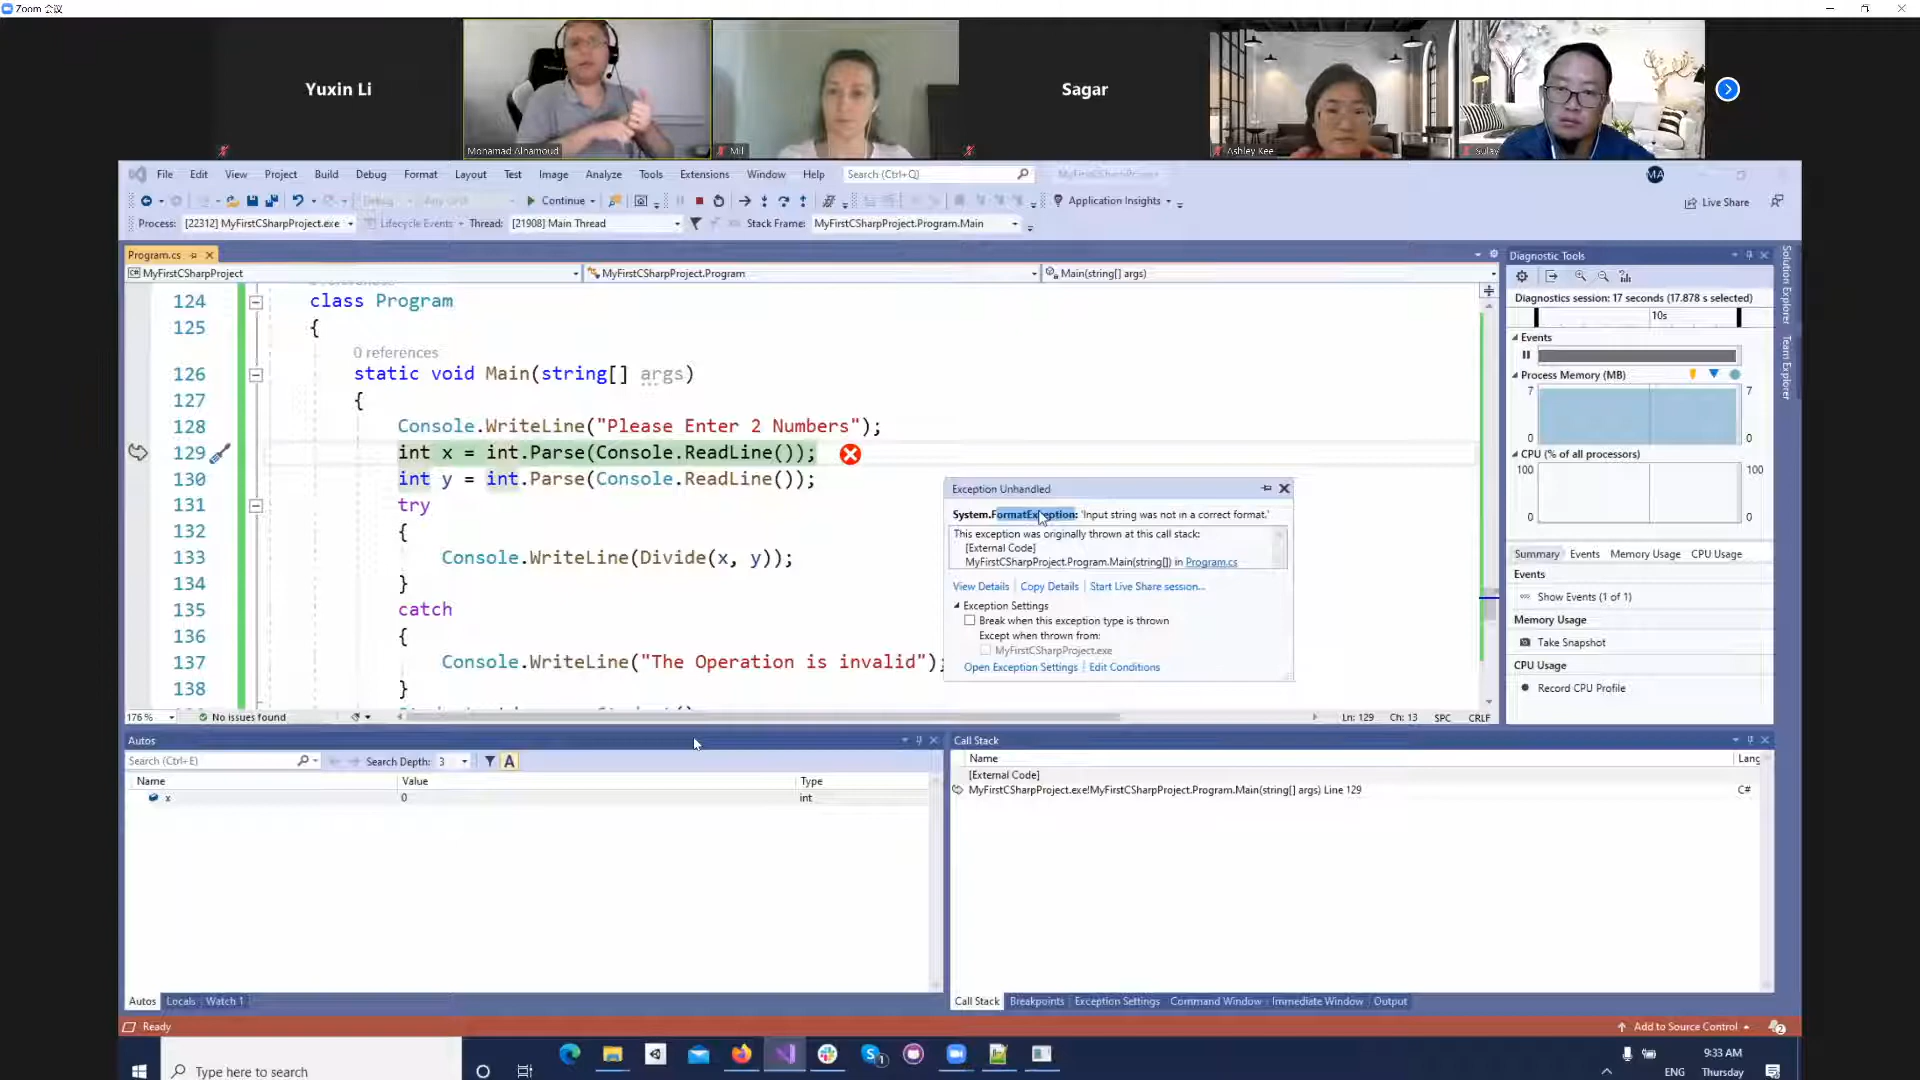 Zoom 会议
Yuxin Li
Mohamad Alhamoud
Mil
Sagar
Ashley Kee
Sulay
File Edit View Project Build Debug Format Layout Test Image Analyze Tools Extensions Window Help Search (Ctrl+Q) MyFirstCSharpProject MA
Continue Application Insights Live Share
Process: [22312] MyFirstCSharpProject.exe Lifecycle Events Thread: [21908] Main Thread Stack Frame: MyFirstCSharpProject.Program.Main
Program.cs
MyFirstCSharpProject MyFirstCSharpProject.Program Main(string[] args)
124 class Program
125 {
0 references
126 static void Main(string[] args)
127 {
128 Console.WriteLine("Please Enter 2 Numbers");
129 int x = int.Parse(Console.ReadLine());
130 int y = int.Parse(Console.ReadLine());
131 try
132 {
133 Console.WriteLine(Divide(x, y));
134 }
135 catch
136 {
137 Console.WriteLine("The Operation is invalid");
138 }
176 % No issues found Ln: 129 Ch: 13 SPC CRLF
Exception Unhandled
System.FormatException: 'Input string was not in a correct format.'
This exception was originally thrown at this call stack:
[External Code]
MyFirstCSharpProject.Program.Main(string[]) in Program.cs
View Details | Copy Details | Start Live Share session...
Exception Settings
Break when this exception type is thrown
Except when thrown from:
MyFirstCSharpProject.exe
Open Exception Settings | Edit Conditions
Diagnostic Tools
Diagnostics session: 17 seconds (17.878 s selected)
10s
Events
Process Memory (MB)
7 7
0 0
CPU (% of all processors)
100 100
0 0
Summary Events Memory Usage CPU Usage
Events
Show Events (1 of 1)
Memory Usage
Take Snapshot
CPU Usage
Record CPU Profile
Solution Explorer
Team Explorer
Autos
Search (Ctrl+E) Search Depth: 3 A
Name Value Type
x 0 int
Autos Locals Watch 1
Call Stack
Name Lang
[External Code]
MyFirstCSharpProject.exe!MyFirstCSharpProject.Program.Main(string[] args) Line 129 C#
Call Stack Breakpoints Exception Settings Command Window Immediate Window Output
Ready Add to Source Control 2
Type here to search
ENG
9:33 AM
Thursday